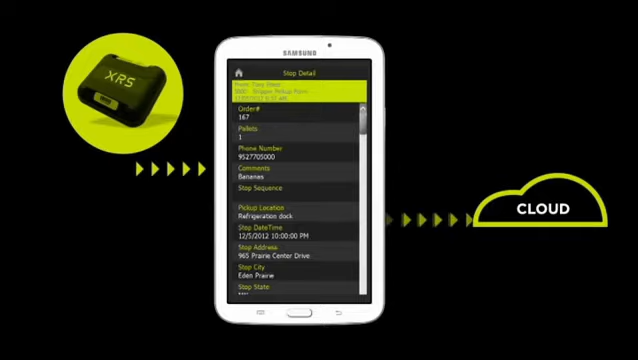 XRS
SAMSUNG
Stop Detail
Order#
167
Pallets
1
Phone Number
9527705000
Comments
Bananas
Stop Sequence
Pickup Location
Refrigeration dock
Stop DateTime
12/5/2012 10:00:00 PM
Stop Address
965 Prairie Center Drive
Stop City
Eden Prairie
Stop State
CLOUD